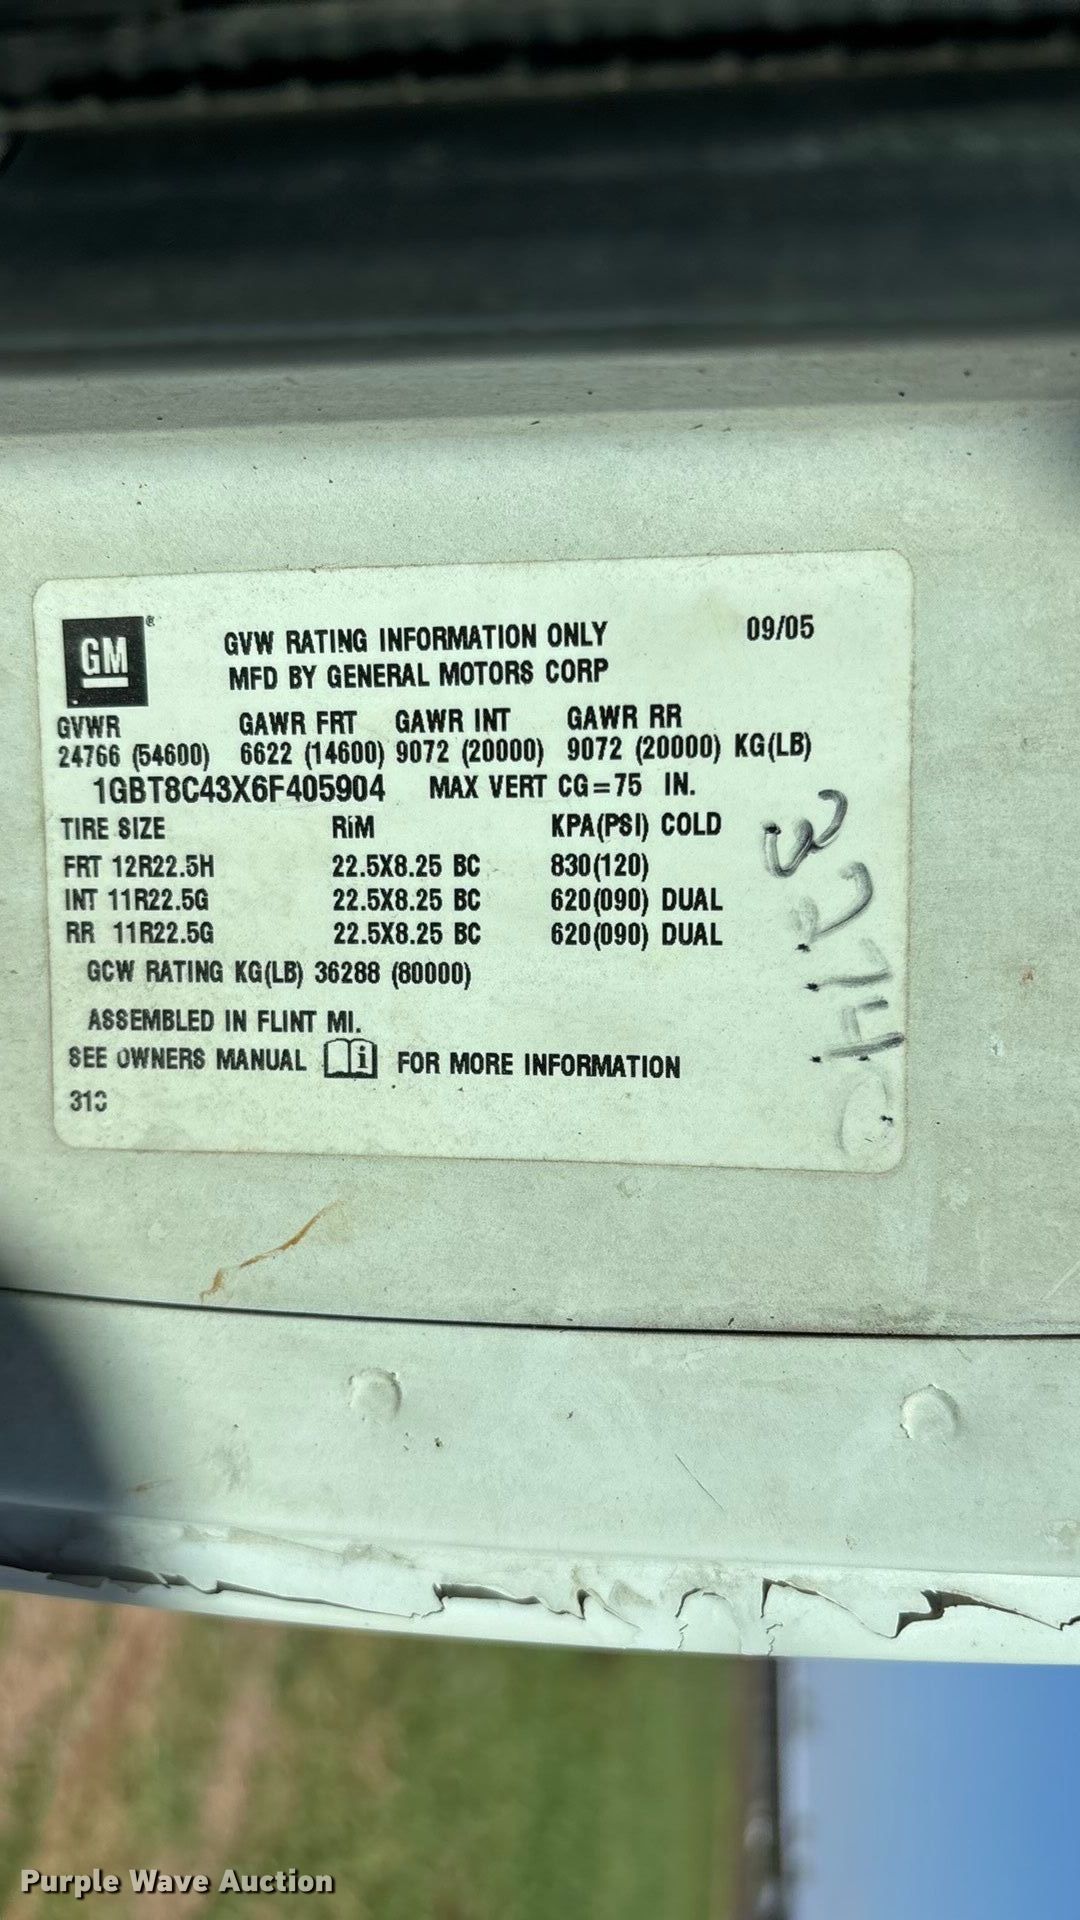 GM® GVW RATING INFORMATION ONLY 09/05
MFD BY GENERAL MOTORS CORP
GVWR GAWR FRT GAWR INT GAWR RR
24766 (54600) 6622 (14600) 9072 (20000) 9072 (20000) KG(LB)
1GBT8C43X6F405904 MAX VERT CG=75 IN.
TIRE SIZE RIM KPA(PSI) COLD
FRT 12R22.5H 22.5X8.25 BC 830(120)
INT 11R22.5G 22.5X8.25 BC 620(090) DUAL
RR 11R22.5G 22.5X8.25 BC 620(090) DUAL
GCW RATING KG(LB) 36288 (80000)
ASSEMBLED IN FLINT MI.
SEE OWNERS MANUAL i FOR MORE INFORMATION
Purple Wave Auction